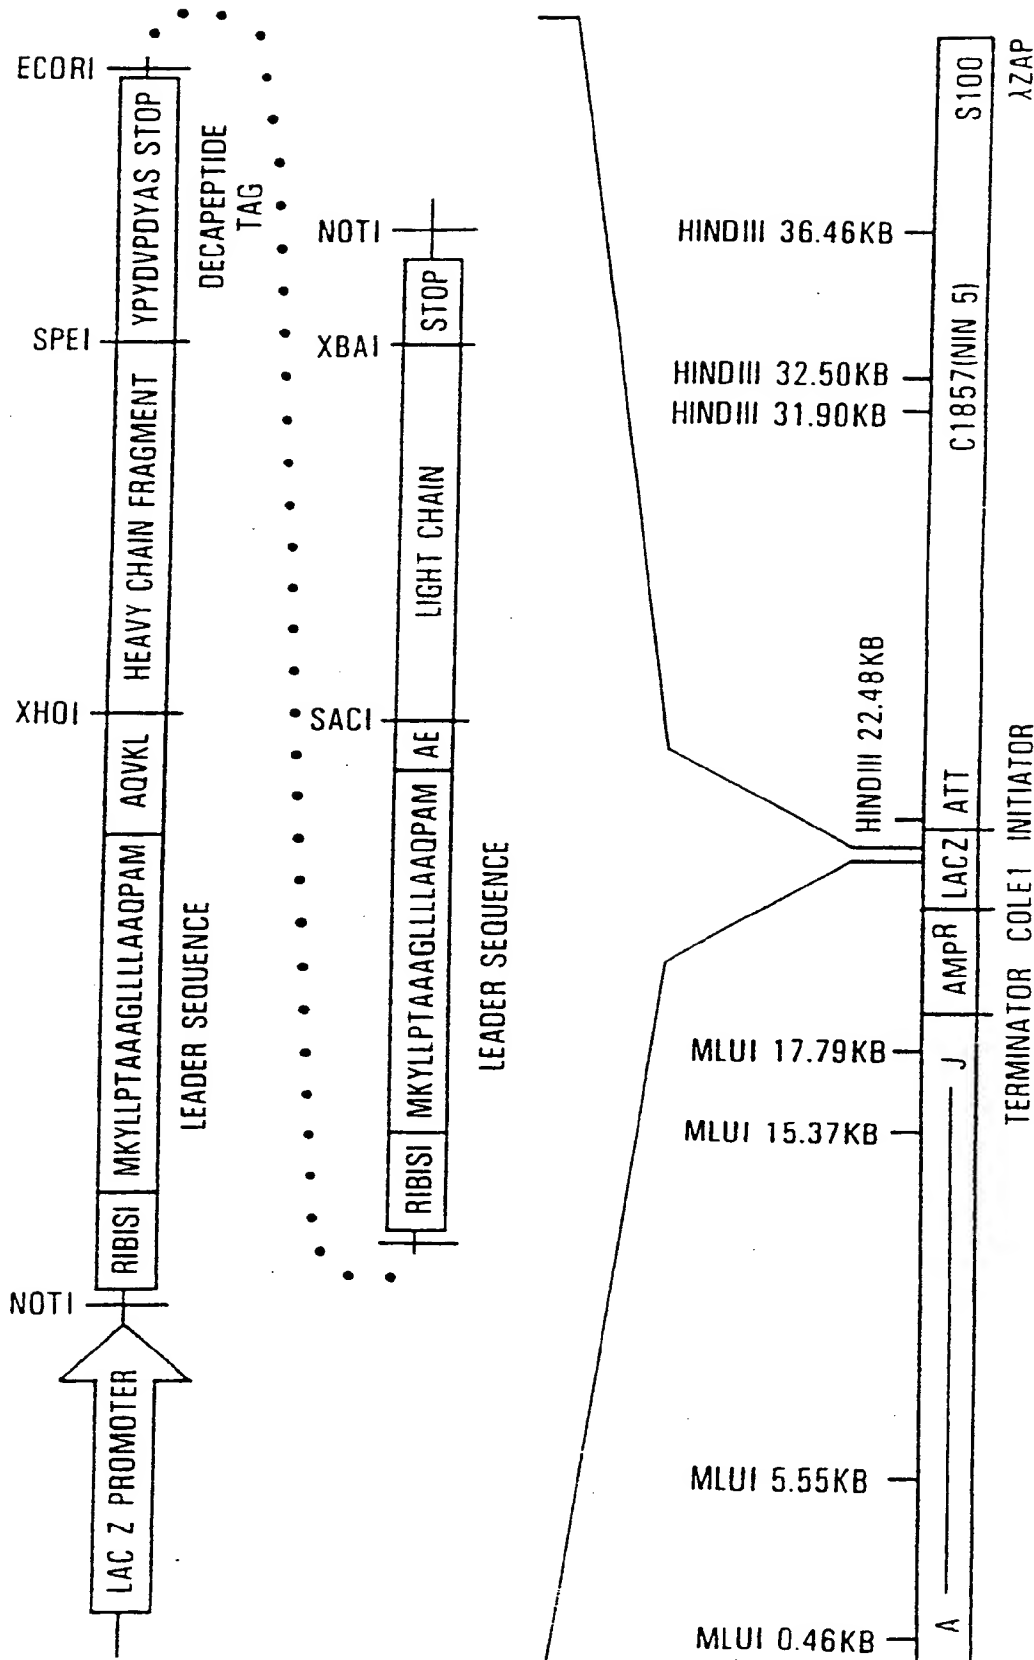 ECORI
YPYDVPDYAS STOP
DECAPEPTIDE
TAG
SPEI
HEAVY CHAIN FRAGMENT
XHOI
AQVKL
MKYLLPTAAAGLLLLAAQPAM
LEADER SEQUENCE
RIBISI
NOTI
LAC Z PROMOTER
NOTI
STOP
XBAI
LIGHT CHAIN
SACI
AE
MKYLLPTAAAGLLLLAAQPAM
LEADER SEQUENCE
RIBISI
λZAP
S100
HINDIII 36.46KB
C1857(NIN 5)
HINDIII 32.50KB
HINDIII 31.90KB
HINDIII 22.48KB
ATT
LACZ
AMPR
TERMINATOR COLE1 INITIATOR
MLUI 17.79KB
J
MLUI 15.37KB
MLUI 5.55KB
A
MLUI 0.46KB